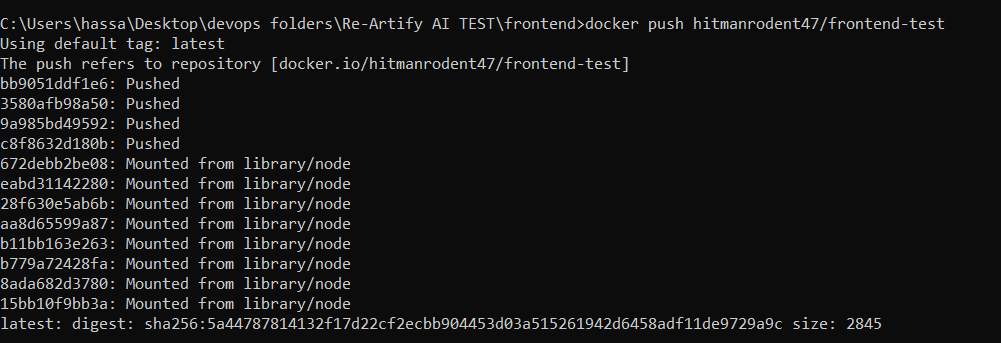 C:\Users\hassa\Desktop\devops folders\Re-Artify AI TEST\frontend>docker push hitmanrodent47/frontend-test
Using default tag: latest
The push refers to repository [docker.io/hitmanrodent47/frontend-test]
bb9051ddf1e6: Pushed
3580afb98a50: Pushed
9a985bd49592: Pushed
c8f8632d180b: Pushed
672debb2be08: Mounted from library/node
eabd31142280: Mounted from library/node
28f630e5ab6b: Mounted from library/node
aa8d65599a87: Mounted from library/node
b11bb163e263: Mounted from library/node
b779a72428fa: Mounted from library/node
8ada682d3780: Mounted from library/node
15bb10f9bb3a: Mounted from library/node
latest: digest: sha256:5a44787814132f17d22cf2ecbb904453d03a515261942d6458adf11de9729a9c size: 2845